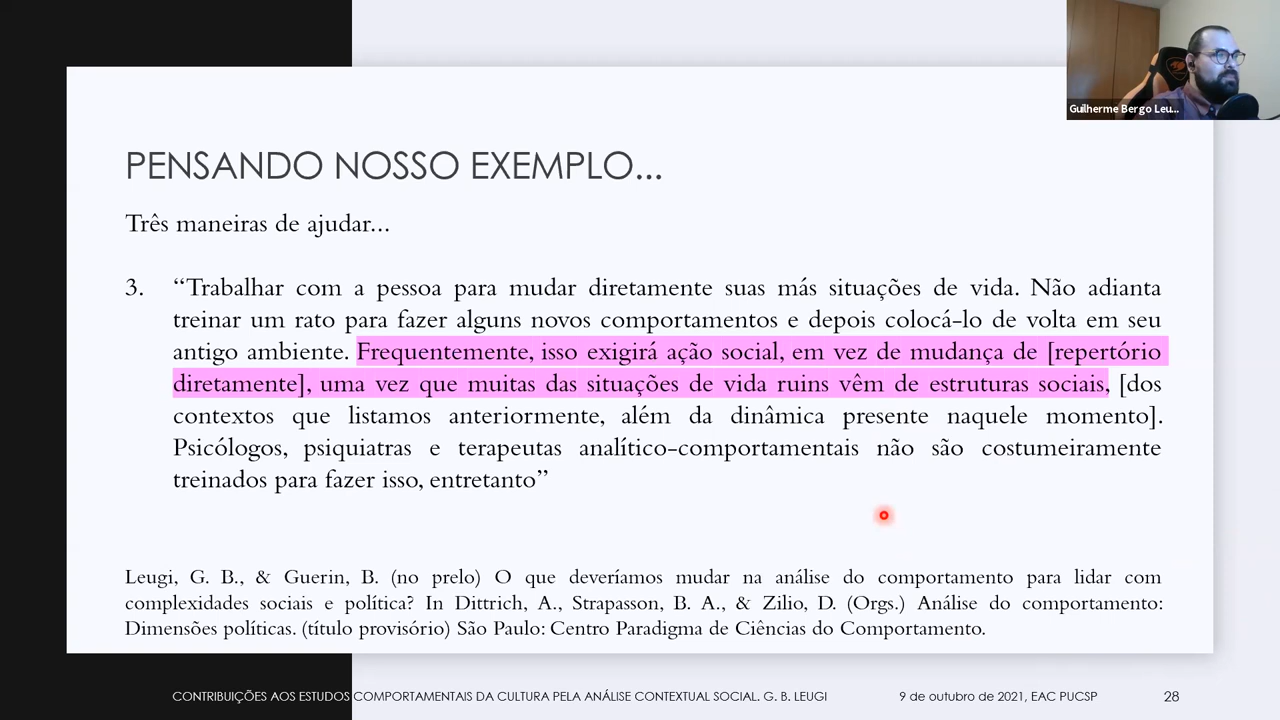 Guilherme Bergo Leu...
PENSANDO NOSSO EXEMPLO...
Três maneiras de ajudar...
3. “Trabalhar com a pessoa para mudar diretamente suas más situações de vida. Não adianta
treinar um rato para fazer alguns novos comportamentos e depois colocá-lo de volta em seu
antigo ambiente. Frequentemente, isso exigirá ação social, em vez de mudança de [repertório
diretamente], uma vez que muitas das situações de vida ruins vêm de estruturas sociais, [dos
contextos que listamos anteriormente, além da dinâmica presente naquele momento].
Psicólogos, psiquiatras e terapeutas analítico-comportamentais não são costumeiramente
treinados para fazer isso, entretanto”
Leugi, G. B., & Guerin, B. (no prelo) O que deveríamos mudar na análise do comportamento para lidar com
complexidades sociais e política? In Dittrich, A., Strapasson, B. A., & Zilio, D. (Orgs.) Análise do comportamento:
Dimensões políticas. (título provisório) São Paulo: Centro Paradigma de Ciências do Comportamento.
CONTRIBUIÇÕES AOS ESTUDOS COMPORTAMENTAIS DA CULTURA PELA ANÁLISE CONTEXTUAL SOCIAL. G. B. LEUGI 9 de outubro de 2021, EAC PUCSP 28